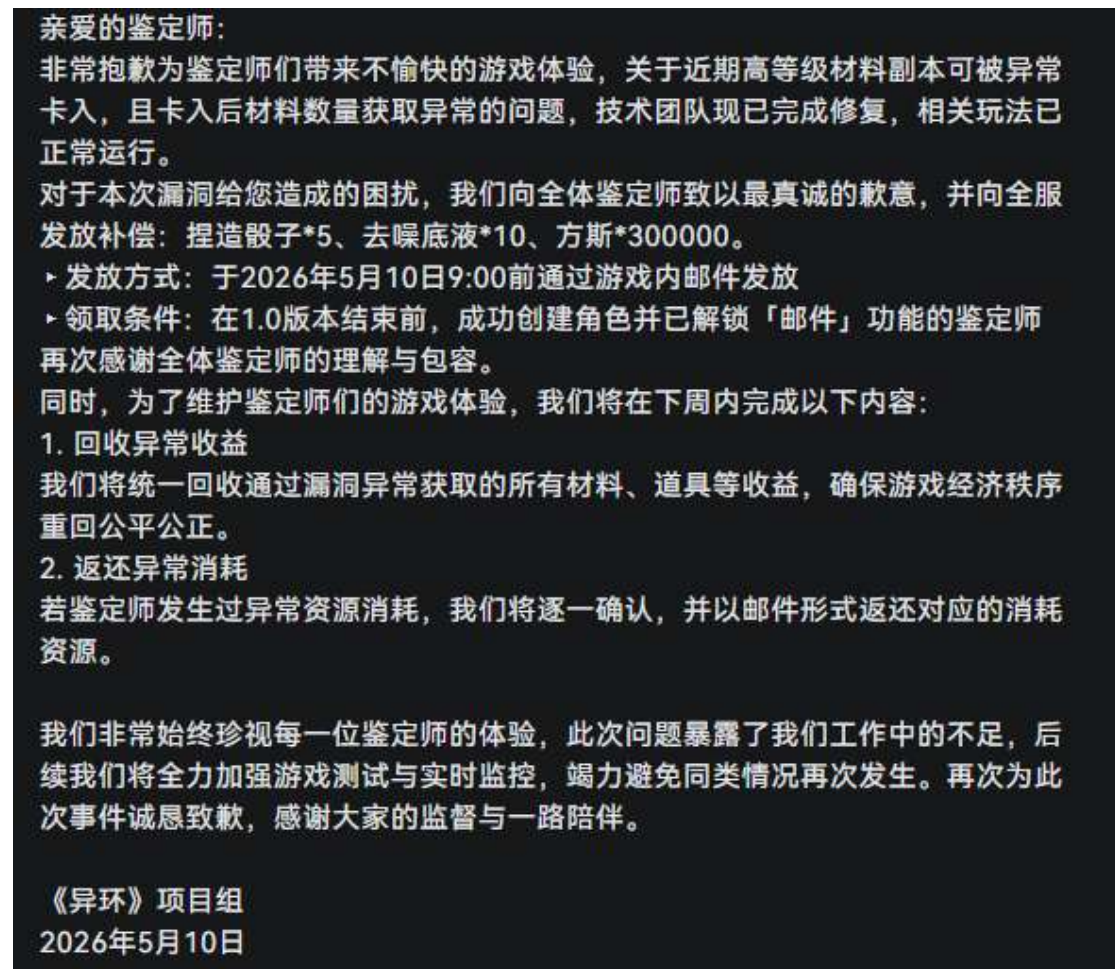 亲爱的鉴定师：
非常抱歉为鉴定师们带来不愉快的游戏体验，关于近期高等级材料副本可被异常
卡入，且卡入后材料数量获取异常的问题，技术团队现已完成修复，相关玩法已
正常运行。
对于本次漏洞给您造成的困扰，我们向全体鉴定师致以最真诚的歉意，并向全服
发放补偿：捏造骰子*5、去噪底液*10、方斯*300000。
▸发放方式：于2026年5月10日9:00前通过游戏内邮件发放
▸领取条件：在1.0版本结束前，成功创建角色并已解锁「邮件」功能的鉴定师
再次感谢全体鉴定师的理解与包容。
同时，为了维护鉴定师们的游戏体验，我们将在下周内完成以下内容：
1. 回收异常收益
我们将统一回收通过漏洞异常获取的所有材料、道具等收益，确保游戏经济秩序
重回公平公正。
2. 返还异常消耗
若鉴定师发生过异常资源消耗，我们将逐一确认，并以邮件形式返还对应的消耗
资源。
我们非常始终珍视每一位鉴定师的体验，此次问题暴露了我们工作中的不足，后
续我们将全力加强游戏测试与实时监控，竭力避免同类情况再次发生。再次为此
次事件诚恳致歉，感谢大家的监督与一路陪伴。
《异环》项目组
2026年5月10日